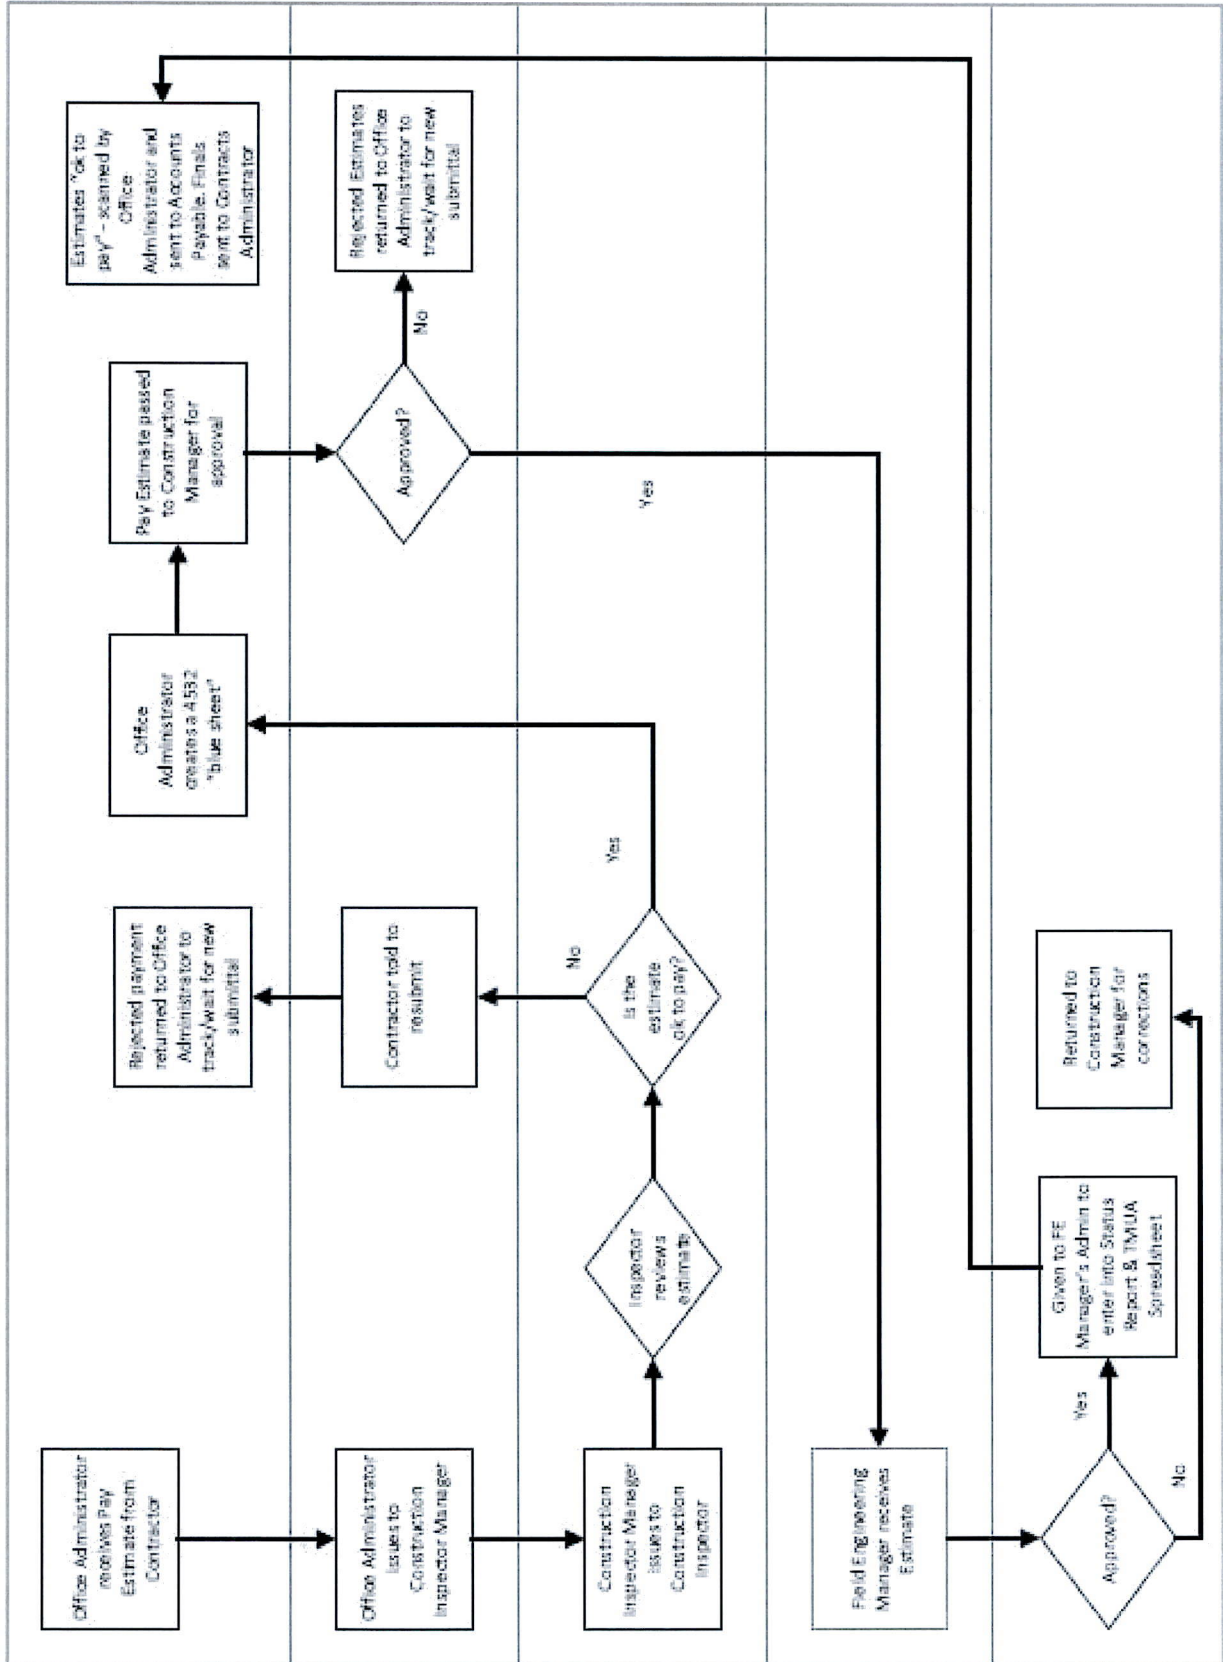 Office Administrator
receives Pay
Estimate from
Contractor
Rejected payment
returned to Office
Administrator to
track/wait for new
submittal
Office
Administrator
creates a 4532
"blue sheet"
Pay Estimate passed
to Construction
Manager for
approval
Estimates "ok to
pay" - scanned by
Office
Administrator and
sent to Accounts
Payable. Finals
sent to Contracts
Administrator
Office Administrator
issues to
Construction
Inspector Manager
Contractor told to
resubmit
Approved?
No
Rejected Estimates
returned to Office
Administrator to
track/wait for new
submittal
Construction
Inspector Manager
issues to
Construction
Inspector
Inspector
reviews
estimate
Is the
estimate
ok to pay?
No
Yes
Yes
Field Engineering
Manager receives
Estimate
Approved?
Yes
No
Given to FE
Manager's Admin to
enter into Status
Report & TMUA
Spreadsheet
Returned to
Construction
Manager for
corrections